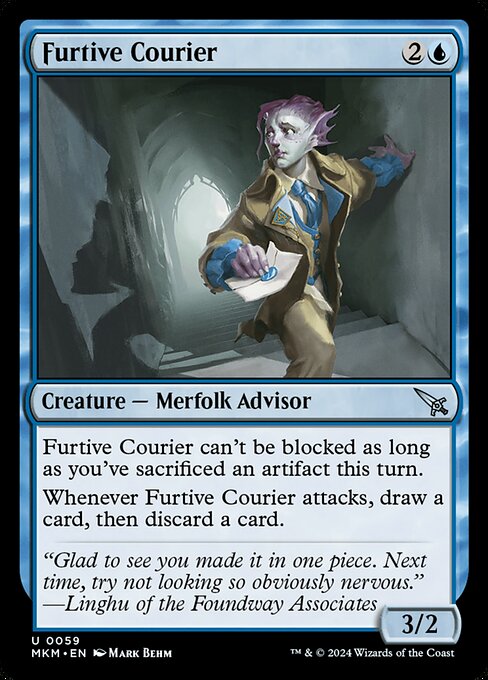 Furtive Courier 2
Creature — Merfolk Advisor
Furtive Courier can't be blocked as long
as you've sacrificed an artifact this turn.
Whenever Furtive Courier attacks, draw a
card, then discard a card.
“Glad to see you made it in one piece. Next
time, try not looking so obviously nervous.”
—Linghu of the Foundway Associates
3/2
U 0059
MKM • EN Mark Behm
™ & © 2024 Wizards of the Coast